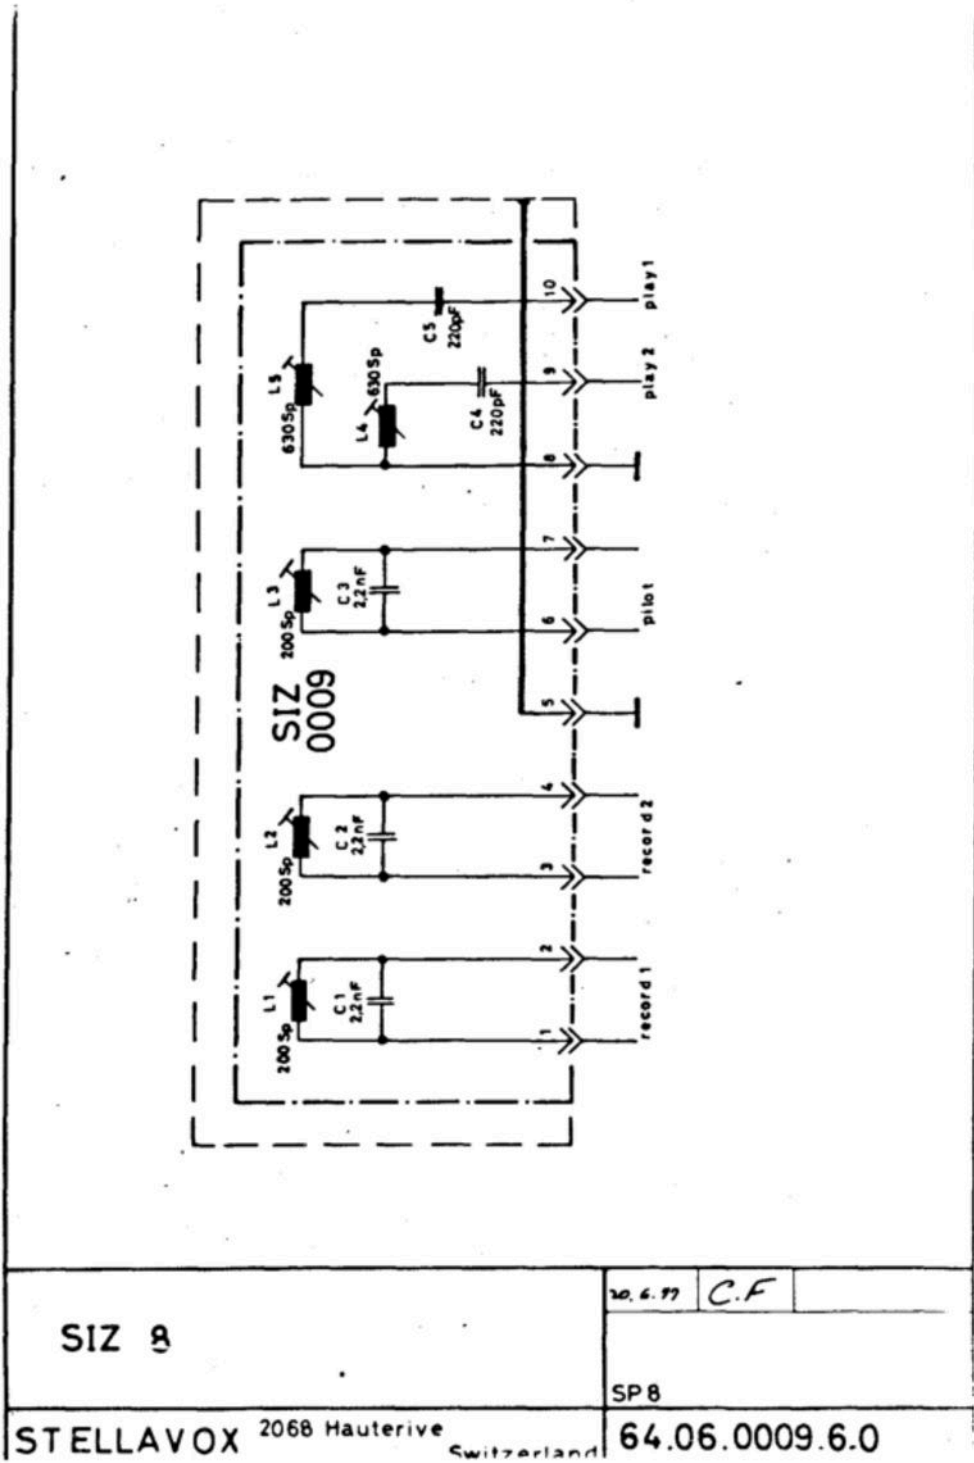 10
play 1
C5
220pF
L5
630Sp
630Sp
L4
9
play 2
C4
220pF
8
7
L3
200Sp
C3
2,2nF
6
pilot
SIZ
0009
5
4
L2
200Sp
C2
2,2nF
3
record 2
2
L1
200Sp
C1
2,2nF
1
record 1
20.6.77 C.F
SIZ 8
SP8
STELLAVOX 2068 Hauterive
Switzerland
64.06.0009.6.0